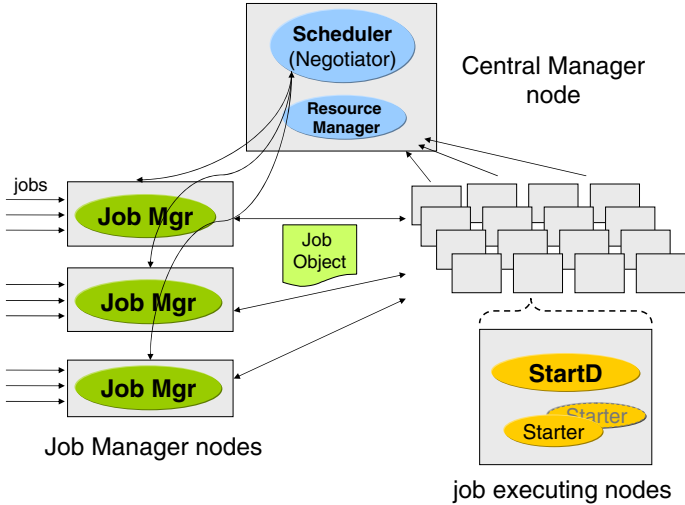 Scheduler
(Negotiator)
Resource
Manager
Central Manager
node
jobs
Job Mgr
Job
Object
Job Mgr
Job Mgr
Job Manager nodes
StartD
Starter
Starter
job executing nodes